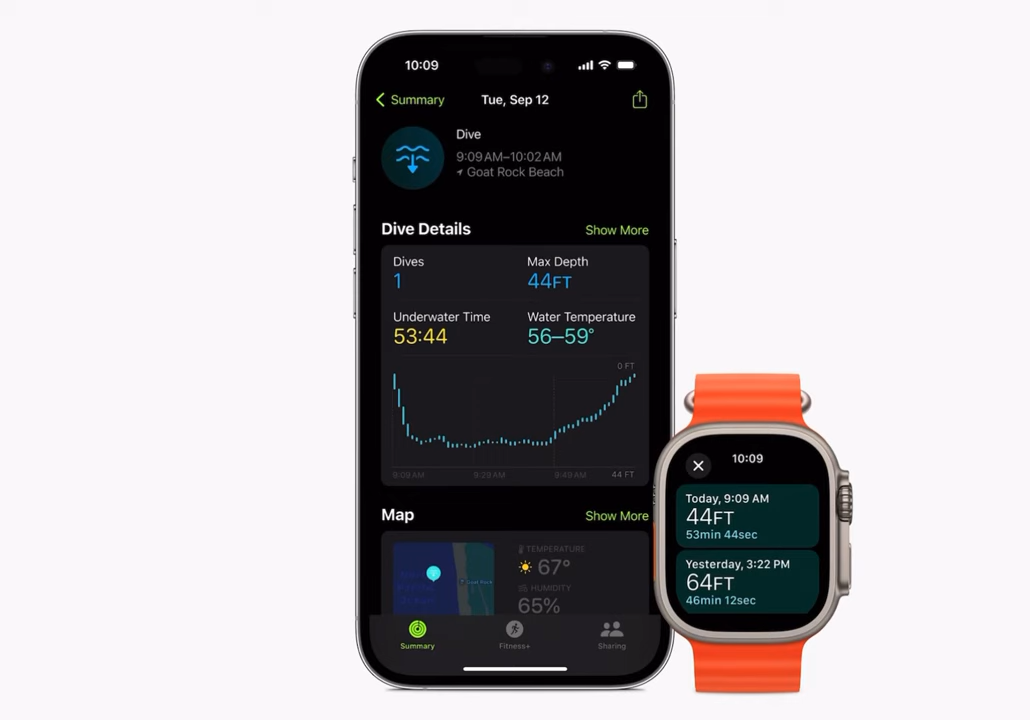 10:09
Summary
Tue, Sep 12
Dive
9:09 AM–10:02 AM
Goat Rock Beach
Dive Details
Show More
Dives
1
Max Depth
44FT
Underwater Time
53:44
Water Temperature
56–59°
0 FT
9:09 AM
9:29 AM
9:49 AM
44 FT
Map
Show More
TEMPERATURE
67°
HUMIDITY
65%
Goat Rock
Summary
Fitness+
Sharing
10:09
Today, 9:09 AM
44FT
53min 44sec
Yesterday, 3:22 PM
64FT
46min 12sec